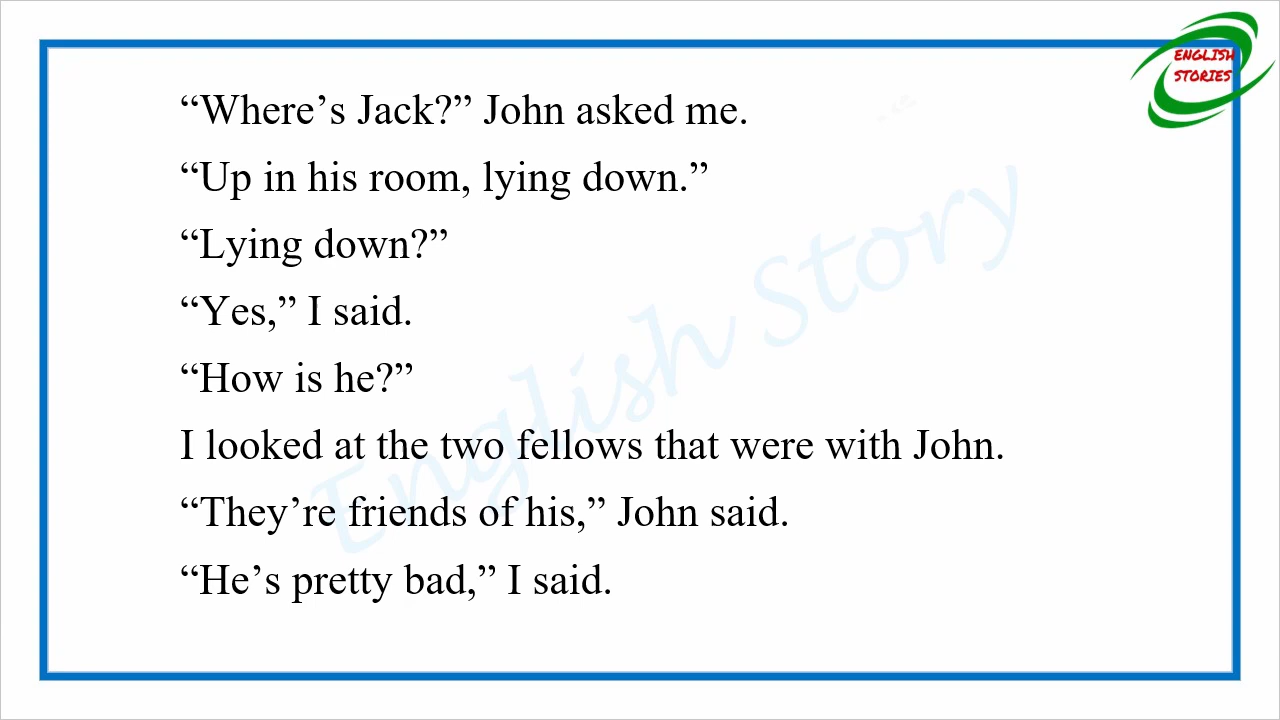 ENGLISH
STORIES
“Where’s Jack?” John asked me.
“Up in his room, lying down.”
“Lying down?”
“Yes,” I said.
“How is he?”
I looked at the two fellows that were with John.
“They’re friends of his,” John said.
“He’s pretty bad,” I said.
English Story